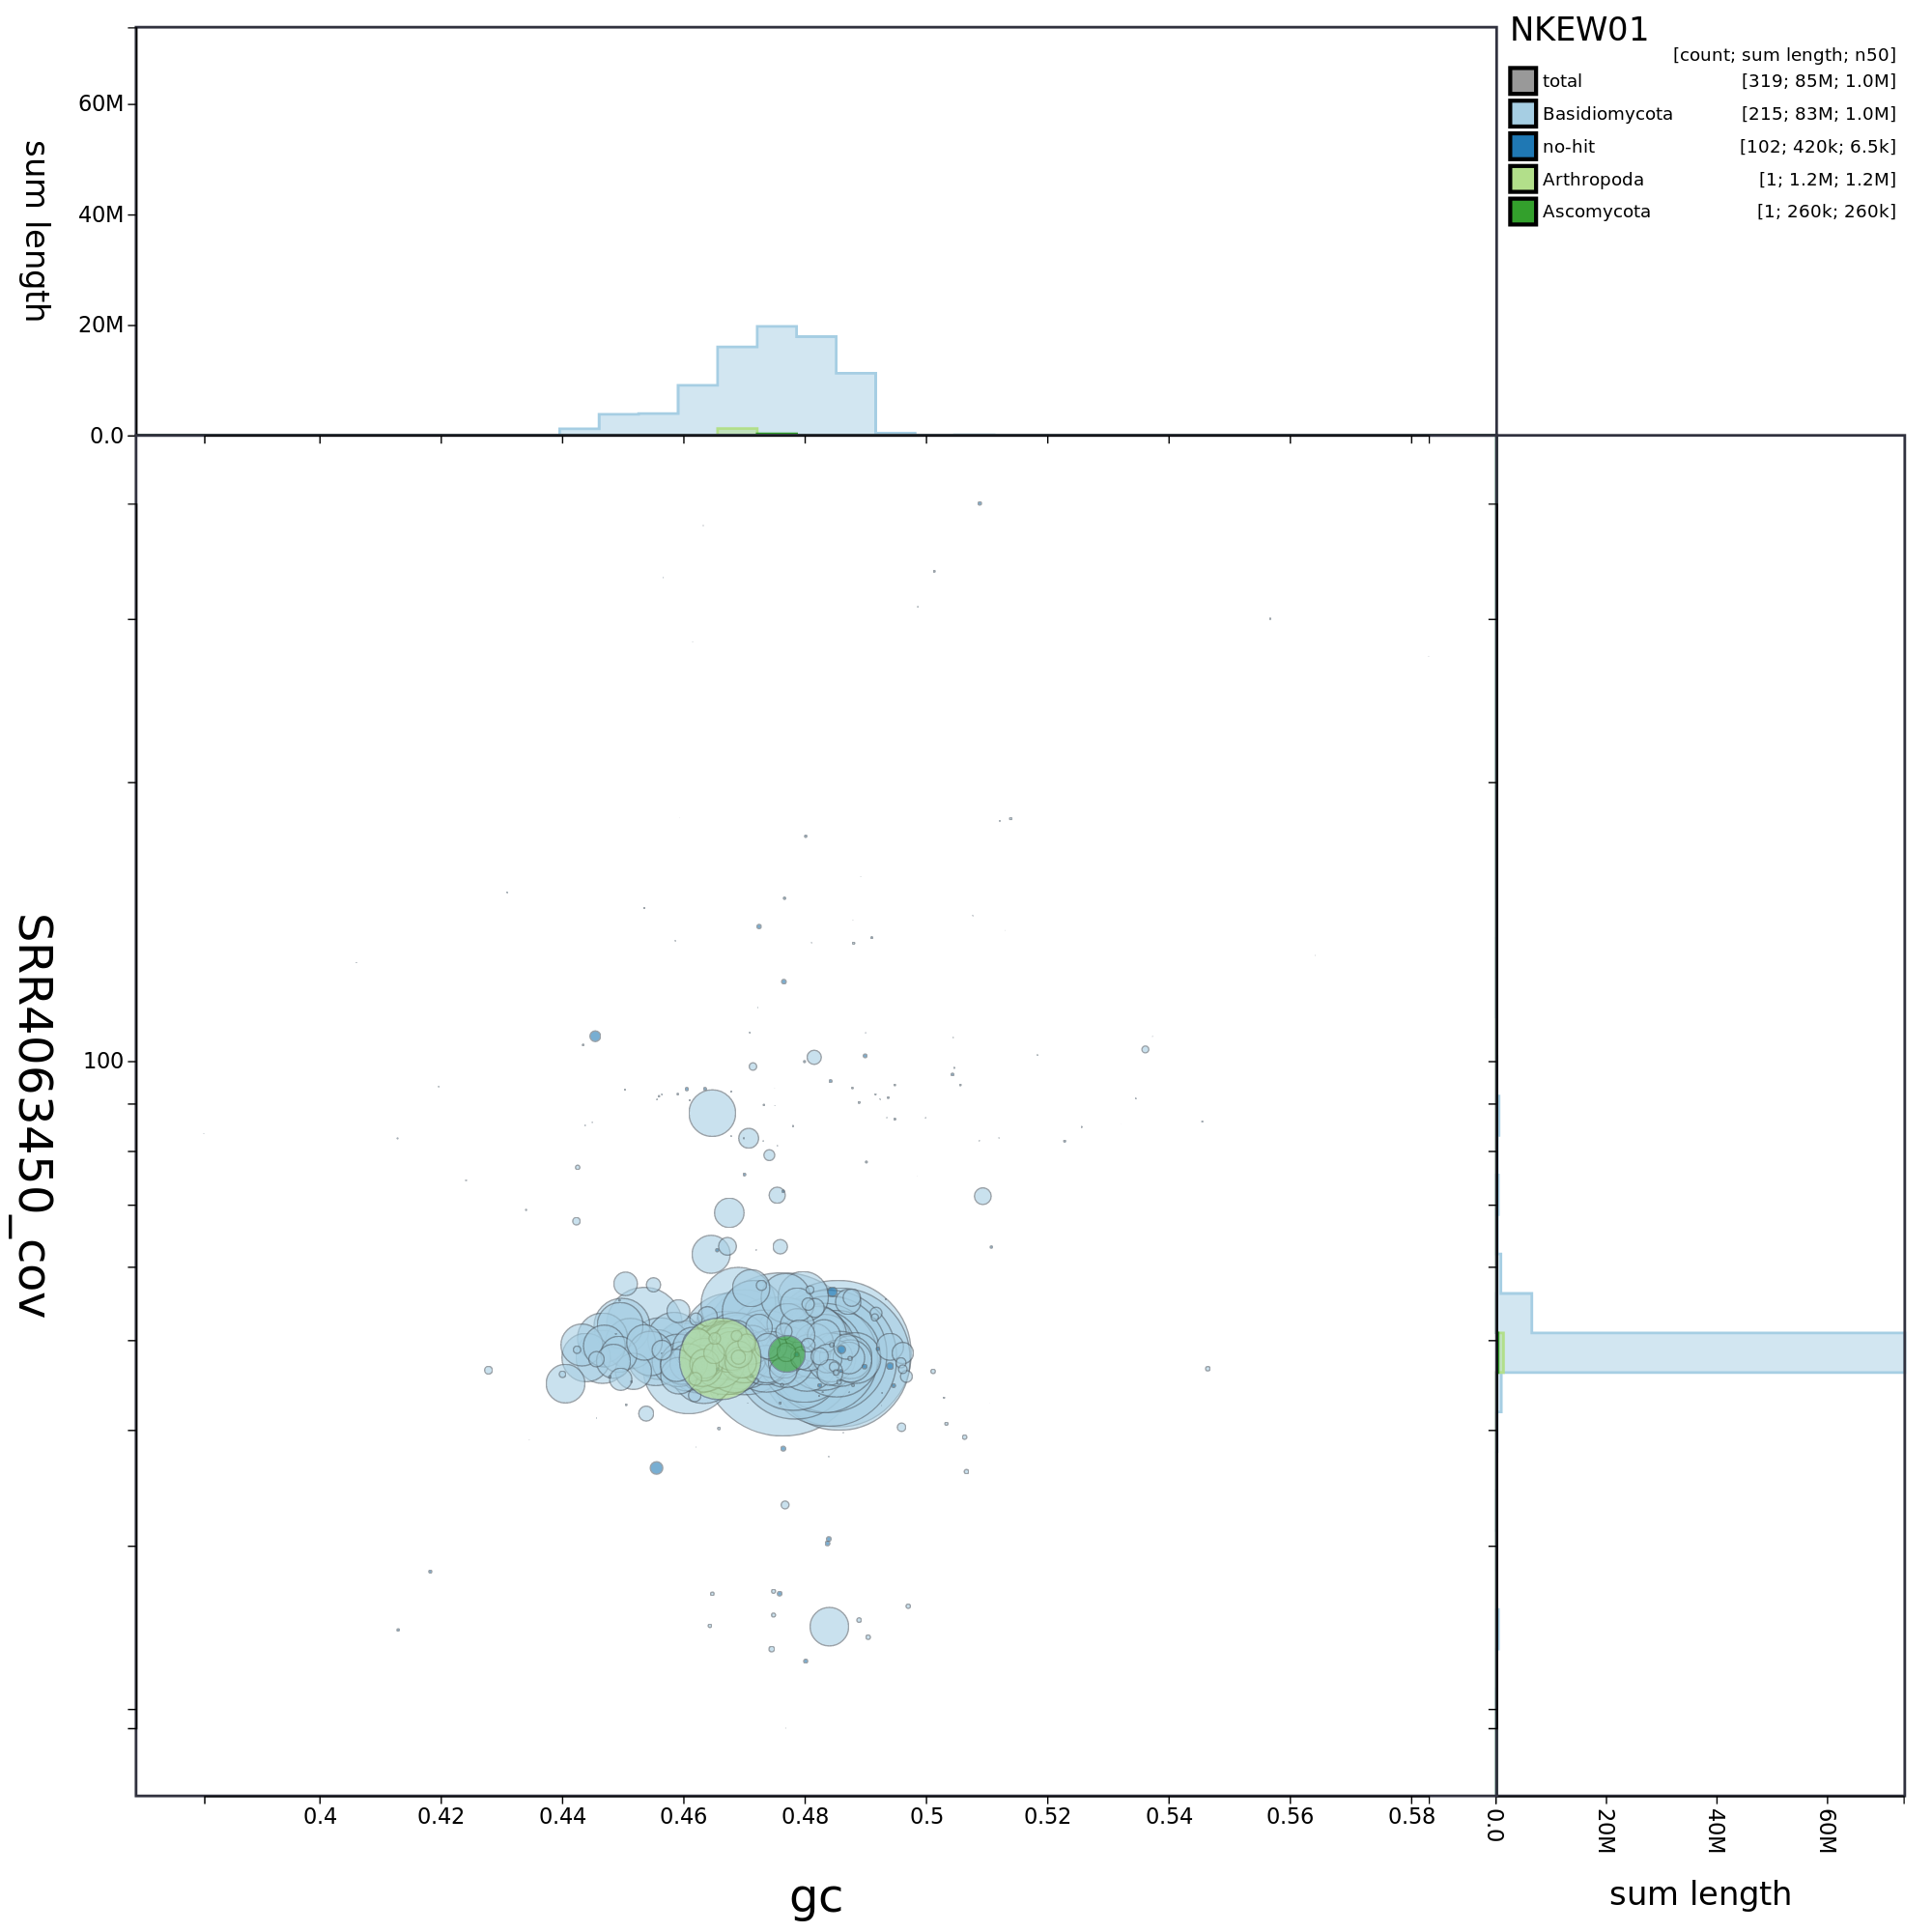 NKEW01
[count; sum length; n50]
total [319; 85M; 1.0M]
Basidiomycota [215; 83M; 1.0M]
no-hit [102; 420k; 6.5k]
Arthropoda [1; 1.2M; 1.2M]
Ascomycota [1; 260k; 260k]
sum length
60M
40M
20M
0.0
SRR4063450_cov
100
0.4 0.42 0.44 0.46 0.48 0.5 0.52 0.54 0.56 0.58
gc
0.0 20M 40M 60M
sum length